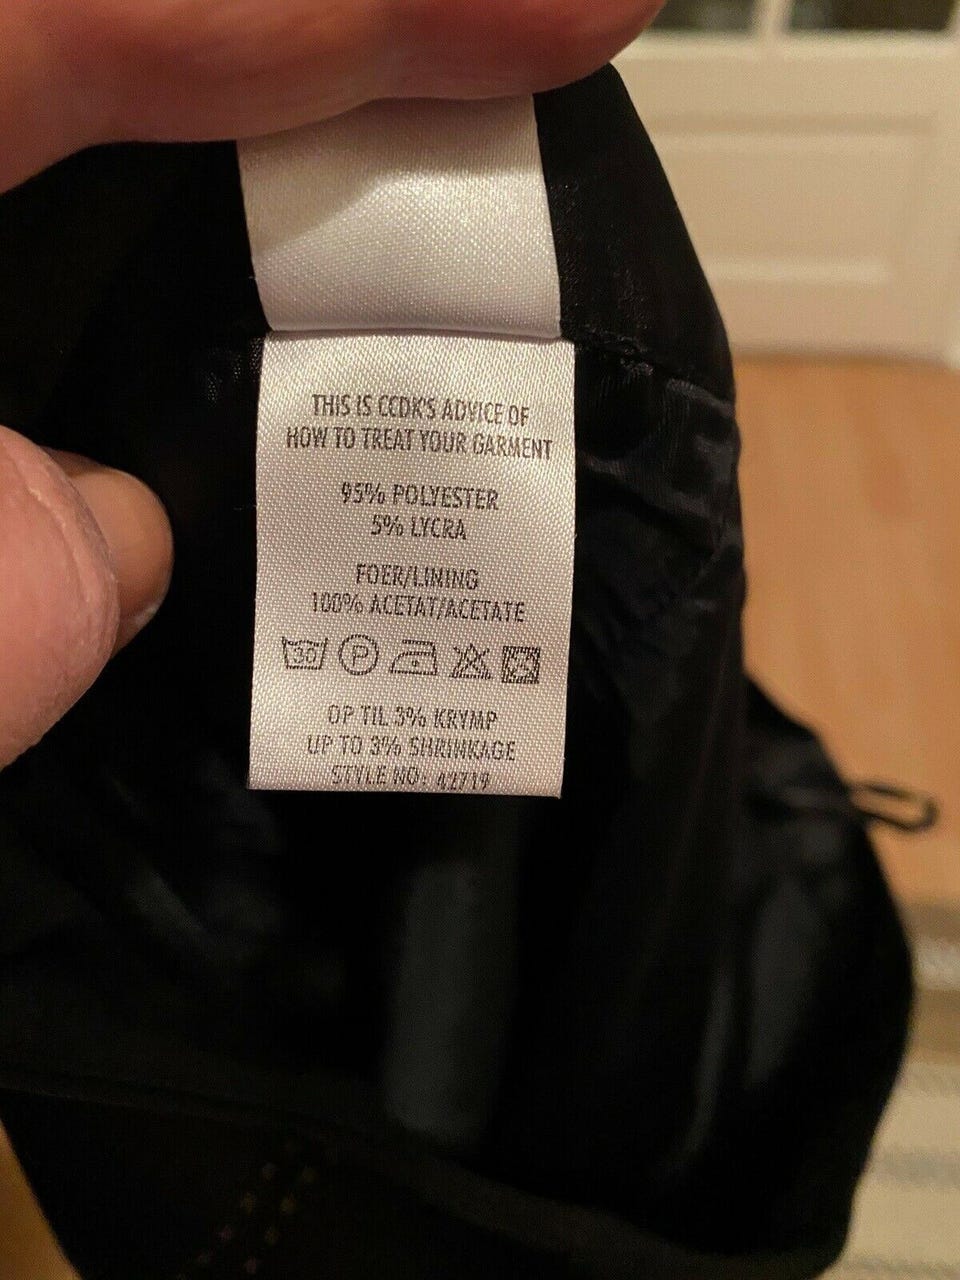 THIS IS CCDK'S ADVICE OF
HOW TO TREAT YOUR GARMENT
95% POLYESTER
5% LYCRA
FOER/LINING
100% ACETAT/ACETATE
30 P
OP TIL 3% KRYMP
UP TO 3% SHRINKAGE
STYLE NO: 42719